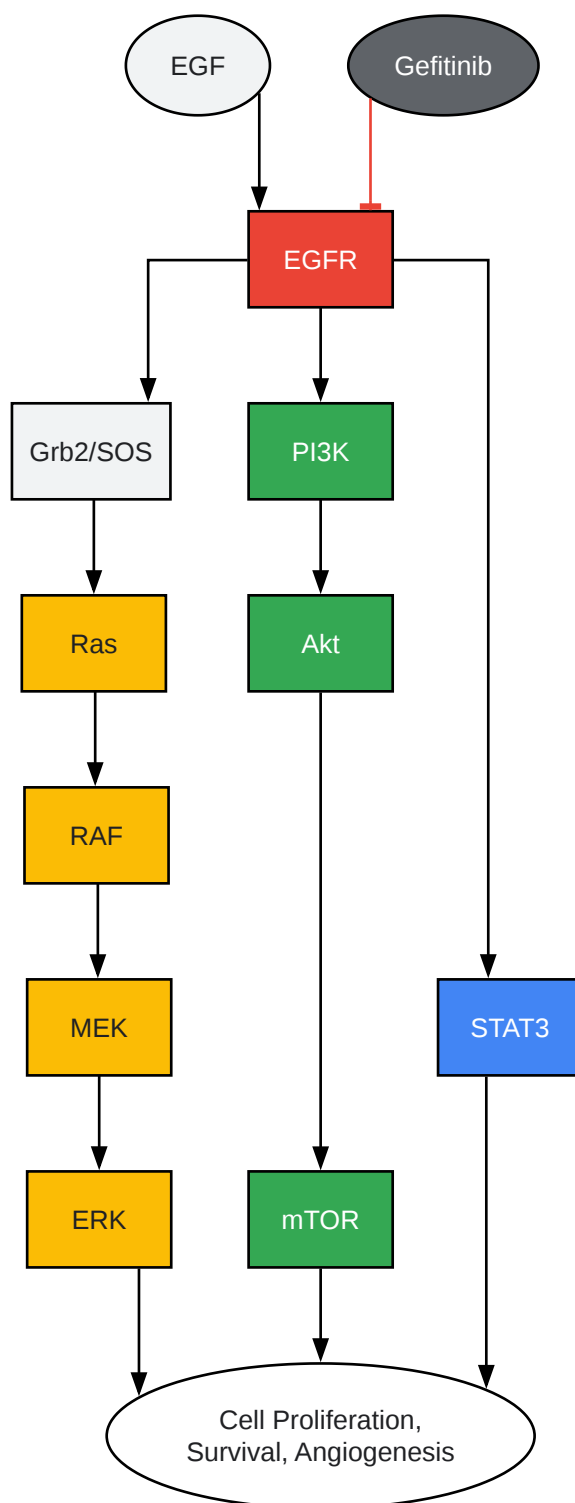 EGF
Gefitinib
EGFR
Grb2/SOS
PI3K
Ras
Akt
RAF
MEK
STAT3
ERK
mTOR
Cell Proliferation,
Survival, Angiogenesis